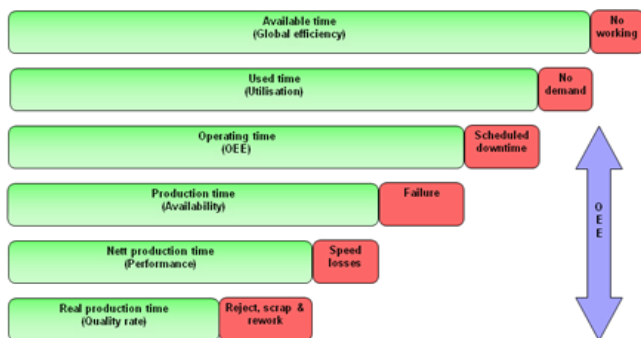 Available time
(Global efficiency)
No
working
Used time
(Utilisation)
No
demand
Operating time
(OEE)
Scheduled
downtime
Production time
(Availability)
Failure
Nett production time
(Performance)
Speed
losses
Real production time
(Quality rate)
Reject, scrap &
rework
O
E
E